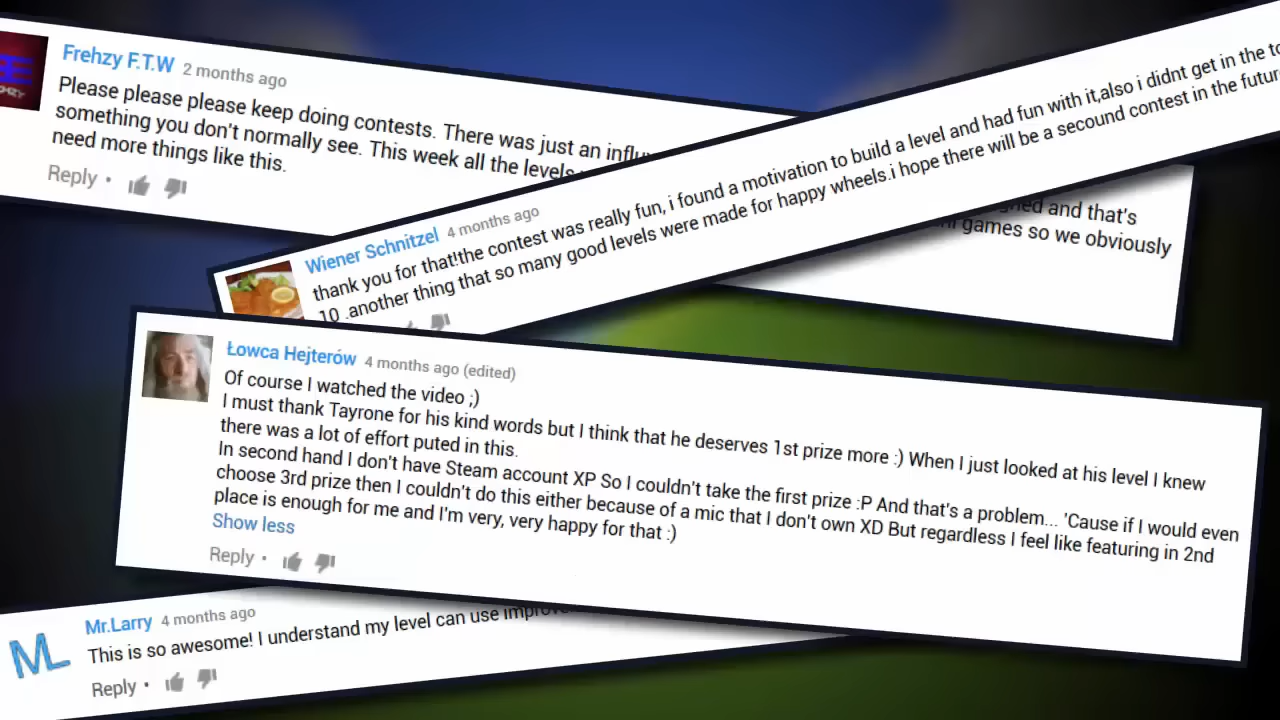 Frehzy F.T.W 2 months ago
Please please please keep doing contests. There was just an
something you don't normally see. This week all the levels
need more things like this.
Reply •
and that's
games so we obviously
Wiener Schnitzel 4 months ago
thank you for that!the contest was really fun, i found a motivation to build a level and had fun with it,also i didnt get in the
10 .another thing that so many good levels were made for happy wheels.i hope there will be a secound contest in the
Łowca Hejterów 4 months ago (edited)
Of course I watched the video ;)
I must thank Tayrone for his kind words but I think that he deserves 1st prize more :) When I just looked at his level I knew
there was a lot of effort puted in this.
In second hand I don't have Steam account XP So I couldn't take the first prize :P And that's a problem... 'Cause if I would even
choose 3rd prize then I couldn't do this either because of a mic that I don't own XD But regardless I feel like featuring in 2nd
place is enough for me and I'm very, very happy for that :)
Show less
Reply •
Mr.Larry 4 months ago
This is so awesome! I understand my level can use
Reply •
ML